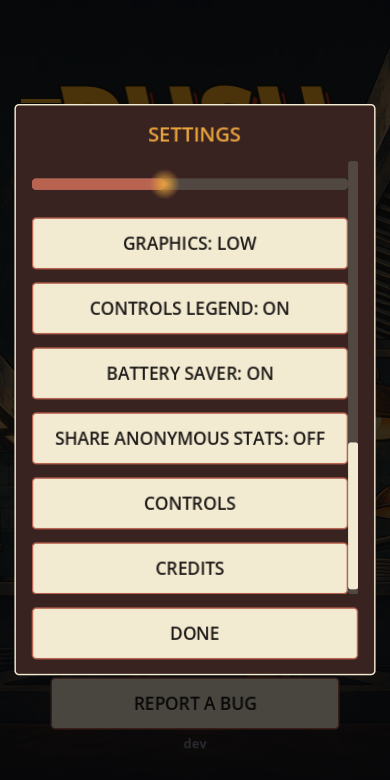 SETTINGS
GRAPHICS: LOW
CONTROLS LEGEND: ON
BATTERY SAVER: ON
SHARE ANONYMOUS STATS: OFF
CONTROLS
CREDITS
DONE
REPORT A BUG
dev